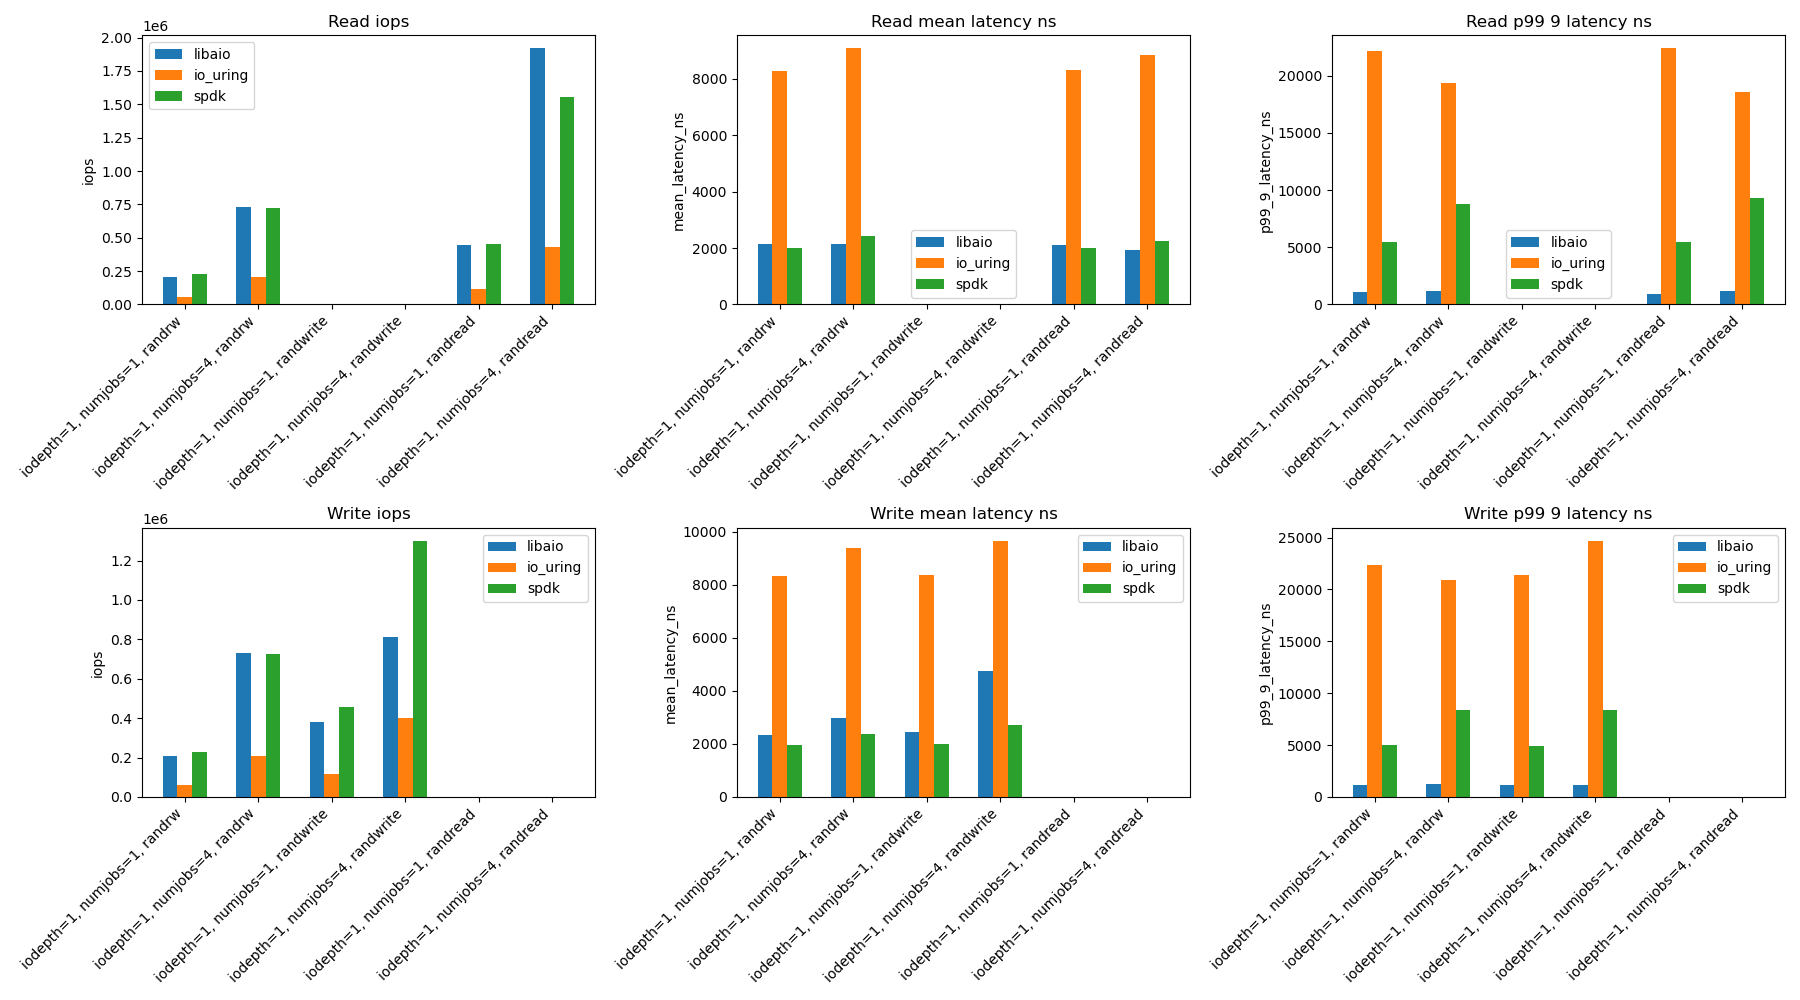 Read iops
1e6
2.00
1.75
1.50
1.25
1.00
0.75
0.50
0.25
0.00
iops
libaio
io_uring
spdk
iodepth=1, numjobs=1, randrw
iodepth=1, numjobs=4, randrw
iodepth=1, numjobs=1, randwrite
iodepth=1, numjobs=4, randwrite
iodepth=1, numjobs=1, randread
iodepth=1, numjobs=4, randread
Read mean latency ns
8000
6000
4000
2000
0
mean_latency_ns
libaio
io_uring
spdk
iodepth=1, numjobs=1, randrw
iodepth=1, numjobs=4, randrw
iodepth=1, numjobs=1, randwrite
iodepth=1, numjobs=4, randwrite
iodepth=1, numjobs=1, randread
iodepth=1, numjobs=4, randread
Read p99 9 latency ns
20000
15000
10000
5000
0
p99_9_latency_ns
libaio
io_uring
spdk
iodepth=1, numjobs=1, randrw
iodepth=1, numjobs=4, randrw
iodepth=1, numjobs=1, randwrite
iodepth=1, numjobs=4, randwrite
iodepth=1, numjobs=1, randread
iodepth=1, numjobs=4, randread
Write iops
1e6
1.2
1.0
0.8
0.6
0.4
0.2
0.0
iops
libaio
io_uring
spdk
iodepth=1, numjobs=1, randrw
iodepth=1, numjobs=4, randrw
iodepth=1, numjobs=1, randwrite
iodepth=1, numjobs=4, randwrite
iodepth=1, numjobs=1, randread
iodepth=1, numjobs=4, randread
Write mean latency ns
10000
8000
6000
4000
2000
0
mean_latency_ns
libaio
io_uring
spdk
iodepth=1, numjobs=1, randrw
iodepth=1, numjobs=4, randrw
iodepth=1, numjobs=1, randwrite
iodepth=1, numjobs=4, randwrite
iodepth=1, numjobs=1, randread
iodepth=1, numjobs=4, randread
Write p99 9 latency ns
25000
20000
15000
10000
5000
0
p99_9_latency_ns
libaio
io_uring
spdk
iodepth=1, numjobs=1, randrw
iodepth=1, numjobs=4, randrw
iodepth=1, numjobs=1, randwrite
iodepth=1, numjobs=4, randwrite
iodepth=1, numjobs=1, randread
iodepth=1, numjobs=4, randread